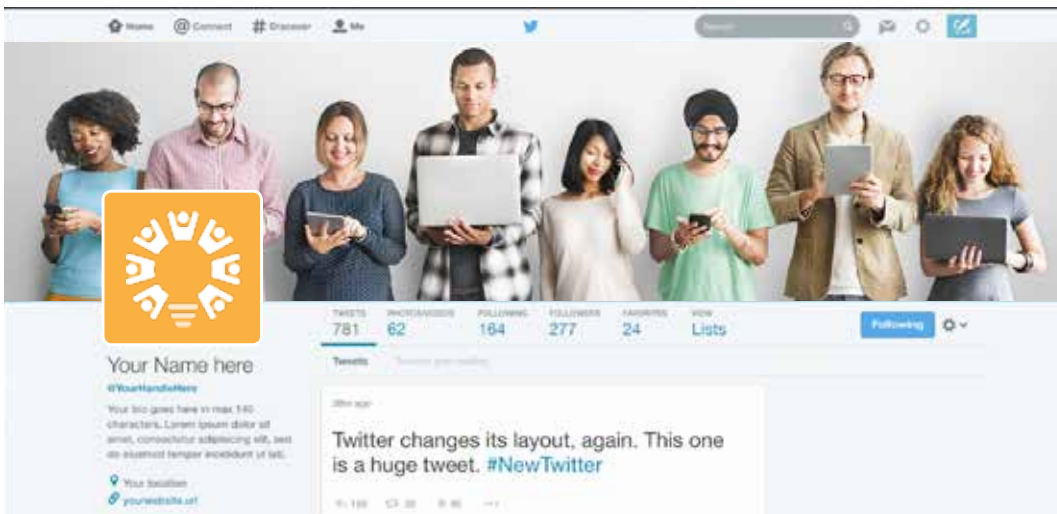 Home @ Connect # Discover Me
Search
TWEETS PHOTOS/VIDEOS FOLLOWING FOLLOWERS FAVORITES VIEW
781 62 164 277 24 Lists
Following
Your Name here
@YourHandleHere
Your bio goes here in max 140
characters. Lorem ipsum dolor sit
amet, consectetur adipiscing elit, sed
do eiusmod tempor incididunt ut lab.
Your location
yourwebsite.url
Tweets
Twitter changes its layout, again. This one
is a huge tweet. #NewTwitter